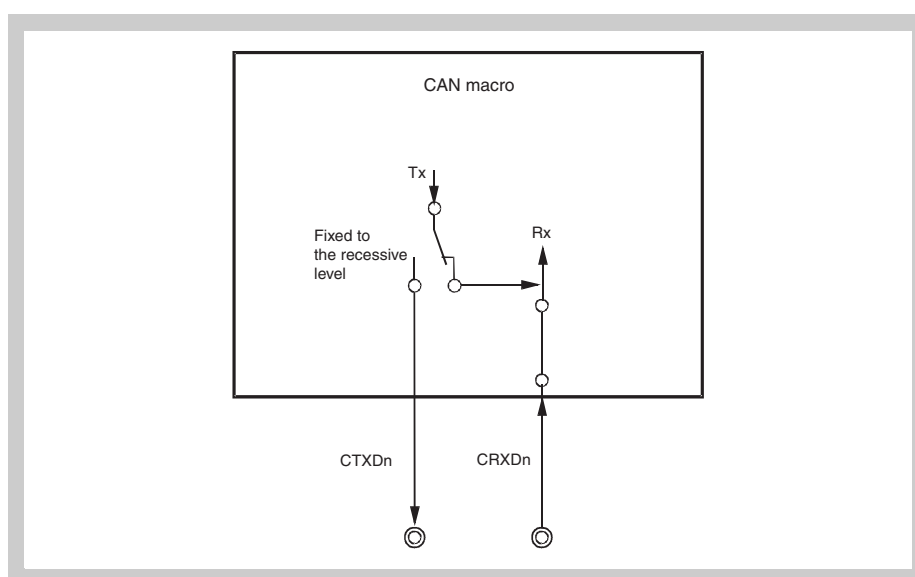 CAN macro
Tx
Rx
Fixed to
the recessive
level
CTXDn
CRXDn